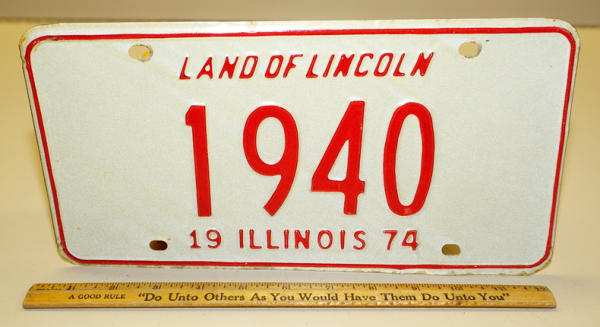 LAND OF LINCOLN
1940
19 ILLINOIS 74
A GOOD RULE "Do Unto Others As You Would Have Them Do Unto You"